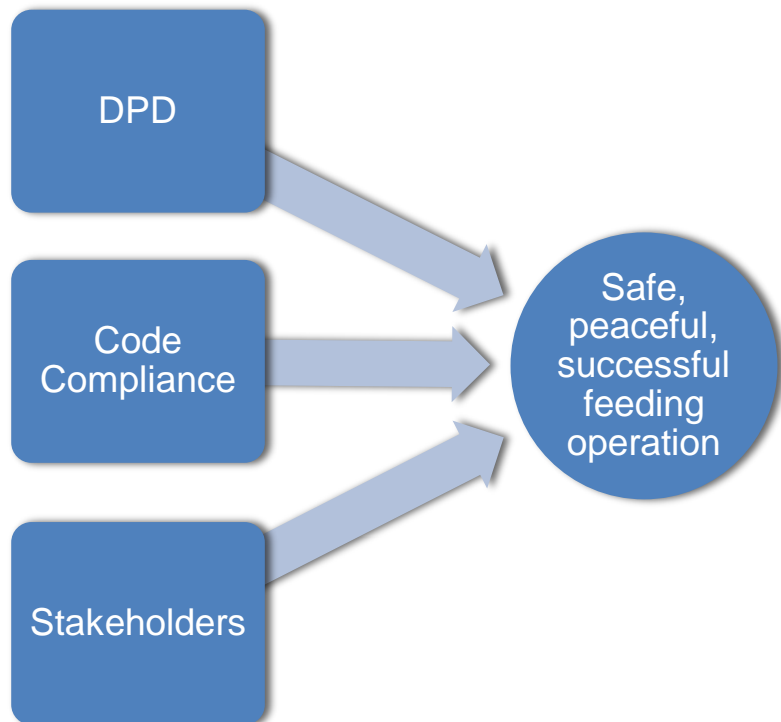 DPD
Code
Compliance
Stakeholders
Safe,
peaceful,
successful
feeding
operation